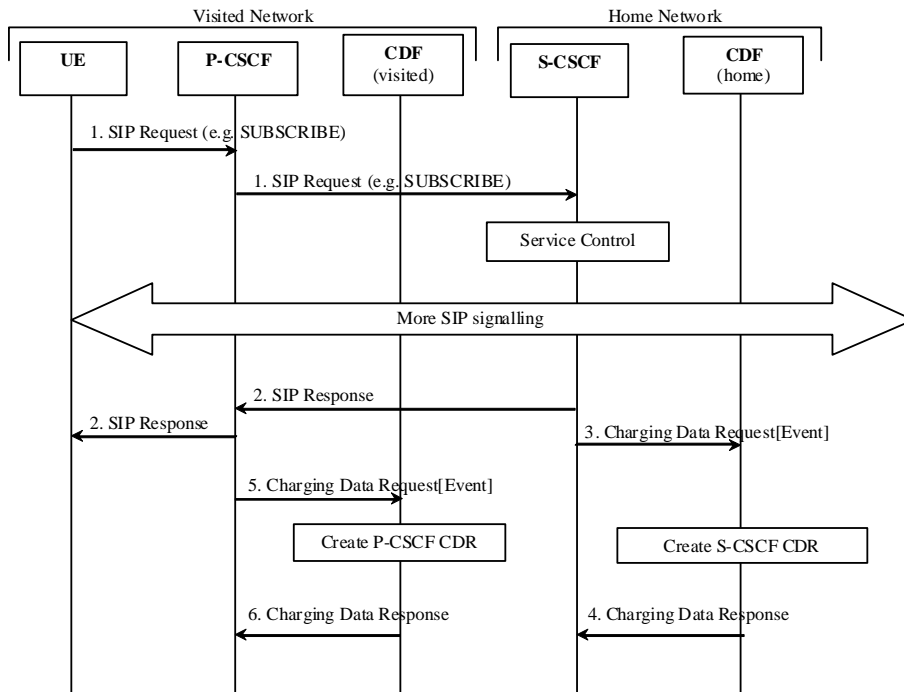 Visited Network
Home Network
UE
P-CSCF
CDF
(visited)
S-CSCF
CDF
(home)
1. SIP Request (e.g. SUBSCRIBE)
1. SIP Request (e.g. SUBSCRIBE)
Service Control
More SIP signalling
2. SIP Response
2. SIP Response
3. Charging Data Request[Event]
5. Charging Data Request[Event]
Create P-CSCF CDR
Create S-CSCF CDR
6. Charging Data Response
4. Charging Data Response